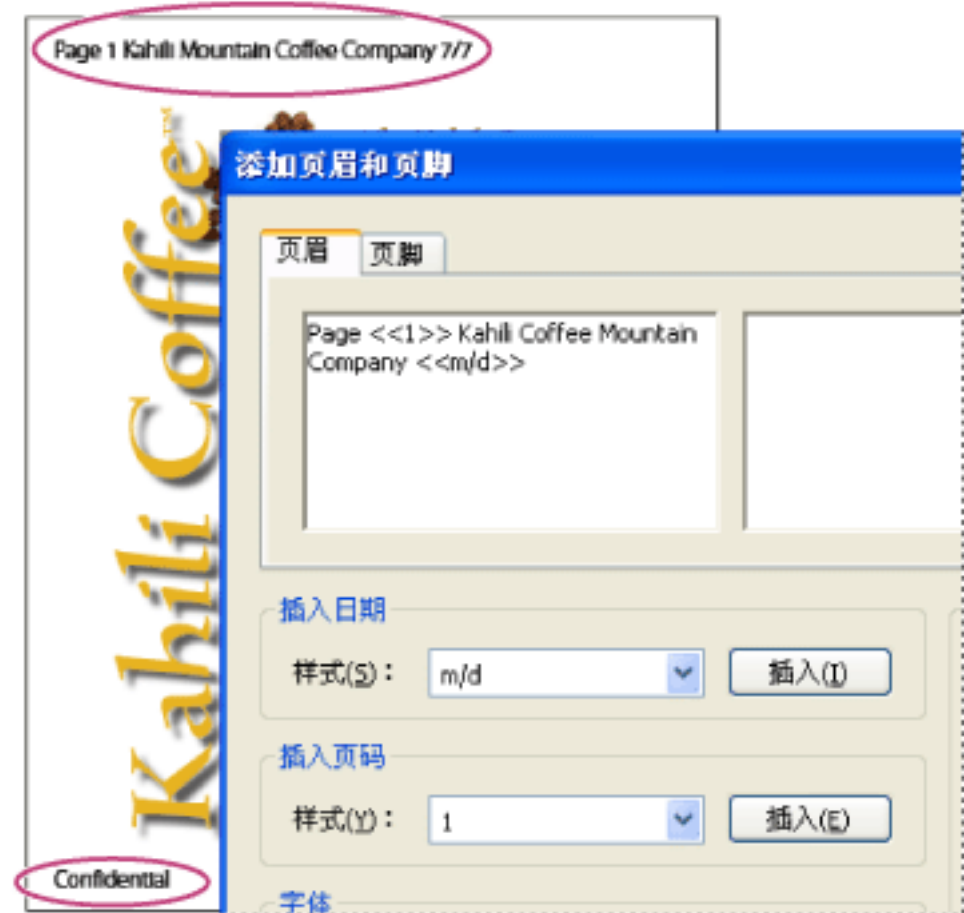 Page 1 Kahili Mountain Coffee Company 7/7
Kahili Coffee™
添加页眉和页脚
页眉
页脚
Page <<1>> Kahili Coffee Mountain
Company <<m/d>>
插入日期
样式(S)：
m/d
插入(I)
插入页码
样式(Y)：
1
插入(E)
字体
Confidential